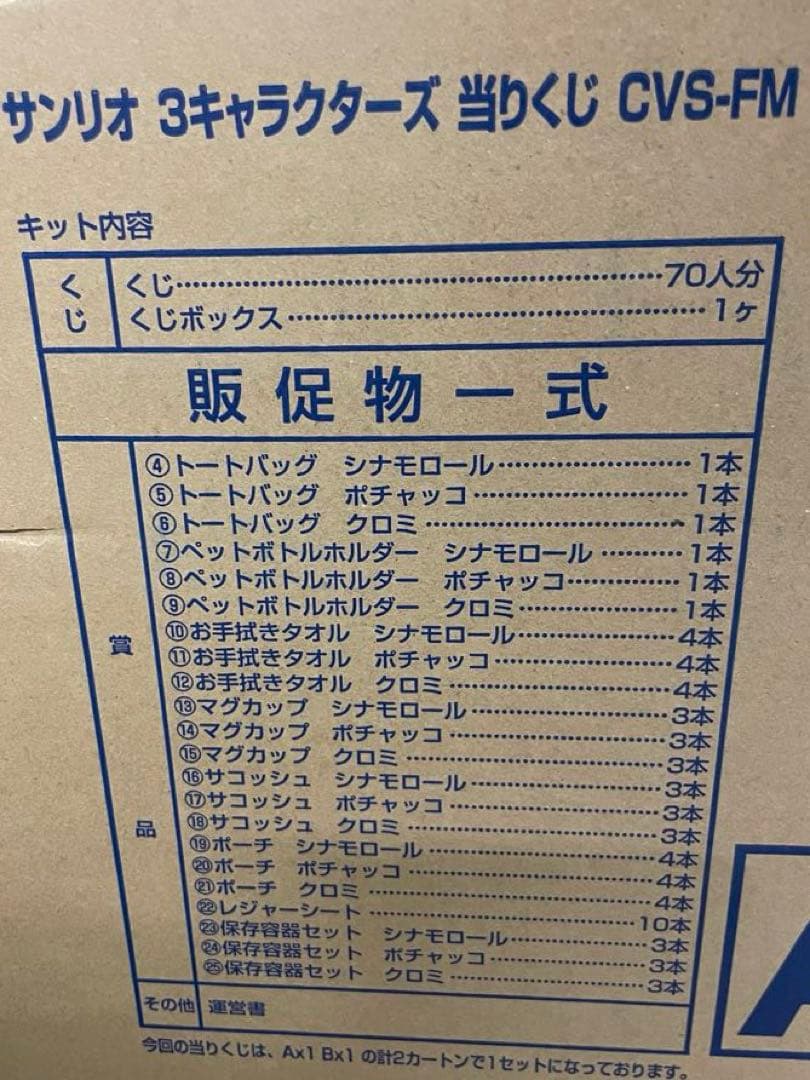 サンリオ 3キャラクターズ 当りくじ CVS-FM
キット内容
くじ
くじ……70人分
くじボックス……1ヶ
販促物一式
賞品
④トートバッグ シナモロール……1本
⑤トートバッグ ポチャッコ……1本
⑥トートバッグ クロミ……1本
⑦ペットボトルホルダー シナモロール……1本
⑧ペットボトルホルダー ポチャッコ……1本
⑨ペットボトルホルダー クロミ……1本
⑩お手拭きタオル シナモロール……4本
⑪お手拭きタオル ポチャッコ……4本
⑫お手拭きタオル クロミ……4本
⑬マグカップ シナモロール……3本
⑭マグカップ ポチャッコ……3本
⑮マグカップ クロミ……3本
⑯サコッシュ シナモロール……3本
⑰サコッシュ ポチャッコ……3本
⑱サコッシュ クロミ……3本
⑲ポーチ シナモロール……4本
⑳ポーチ ポチャッコ……4本
㉑ポーチ クロミ……4本
㉒レジャーシート……10本
㉓保存容器セット シナモロール……3本
㉔保存容器セット ポチャッコ……3本
㉕保存容器セット クロミ……3本
その他 運営書
今回の当りくじは、Ax1 Bx1 の計2カートンで1セットになっております。